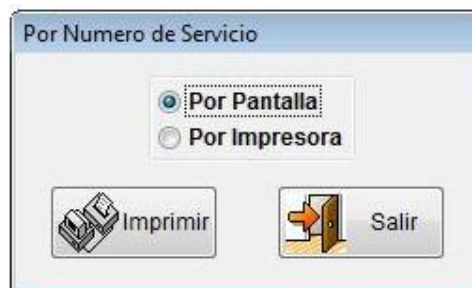 Por Numero de Servicio
Por Pantalla
Por Impresora
Imprimir
Salir